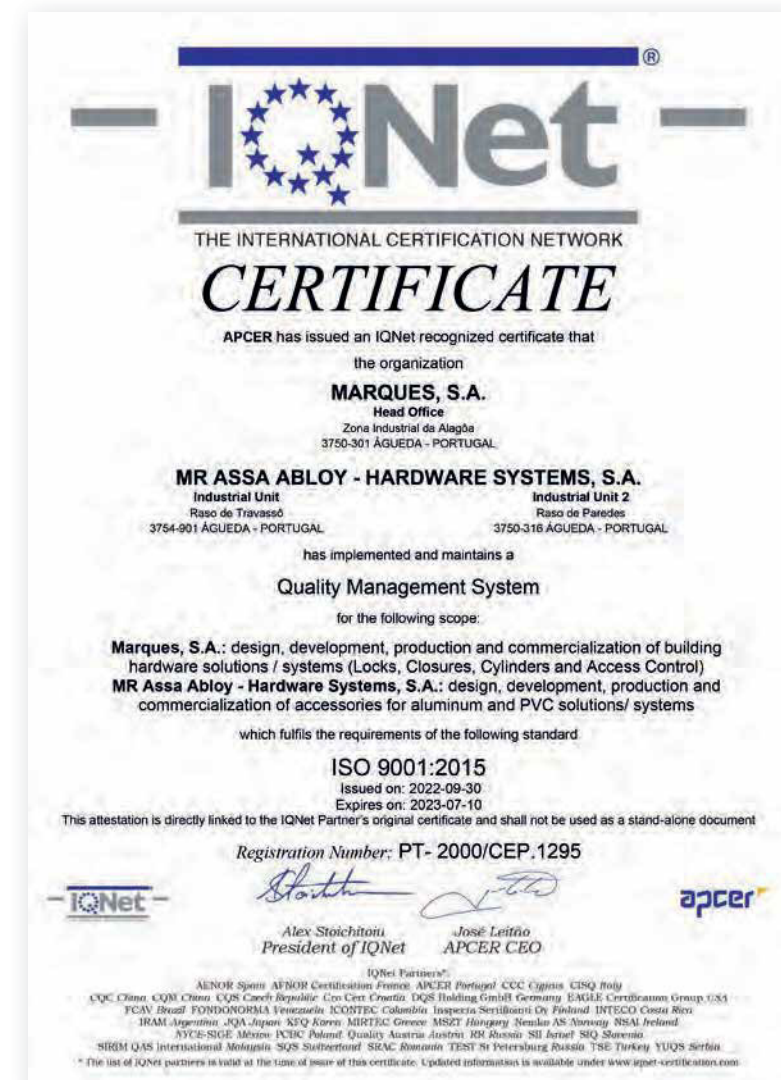 IQNet ®
THE INTERNATIONAL CERTIFICATION NETWORK
CERTIFICATE
APCER has issued an IQNet recognized certificate that
the organization
MARQUES, S.A.
Head Office
Zona Industrial da Alagôa
3750-301 ÁGUEDA - PORTUGAL
MR ASSA ABLOY - HARDWARE SYSTEMS, S.A.
Industrial Unit Industrial Unit 2
Raso de Travassô Raso de Paredes
3754-901 ÁGUEDA - PORTUGAL 3750-316 ÁGUEDA - PORTUGAL
has implemented and maintains a
Quality Management System
for the following scope:
Marques, S.A.: design, development, production and commercialization of building
hardware solutions / systems (Locks, Closures, Cylinders and Access Control)
MR Assa Abloy - Hardware Systems, S.A.: design, development, production and
commercialization of accessories for aluminum and PVC solutions/ systems
which fulfils the requirements of the following standard
ISO 9001:2015
Issued on: 2022-09-30
Expires on: 2023-07-10
This attestation is directly linked to the IQNet Partner's original certificate and shall not be used as a stand-alone document
Registration Number: PT- 2000/CEP.1295
IQNet
apcer
Alex Stoichitoiu José Leitão
President of IQNet APCER CEO
IQNet Partners*:
AENOR Spain AFNOR Certification France APCER Portugal CCC Cyprus CISQ Italy
CQC China CQM China CQS Czech Republic Cro Cert Croatia DQS Holding GmbH Germany EAGLE Certification Group USA
FCAV Brazil FONDONORMA Venezuela ICONTEC Colombia Inspecta Sertifiointi Oy Finland INTECO Costa Rica
IRAM Argentina JQA Japan KFQ Korea MIRTEC Greece MSZT Hungary Nemko AS Norway NSAI Ireland
NYCE-SIGE México PCBC Poland Quality Austria Austria RR Russia SII Israel SIQ Slovenia
SIRIM QAS International Malaysia SQS Switzerland SRAC Romania TEST St Petersburg Russia TSE Turkey YUQS Serbia
* The list of IQNet partners is valid at the time of issue of this certificate. Updated information is available under www.iqnet-certification.com